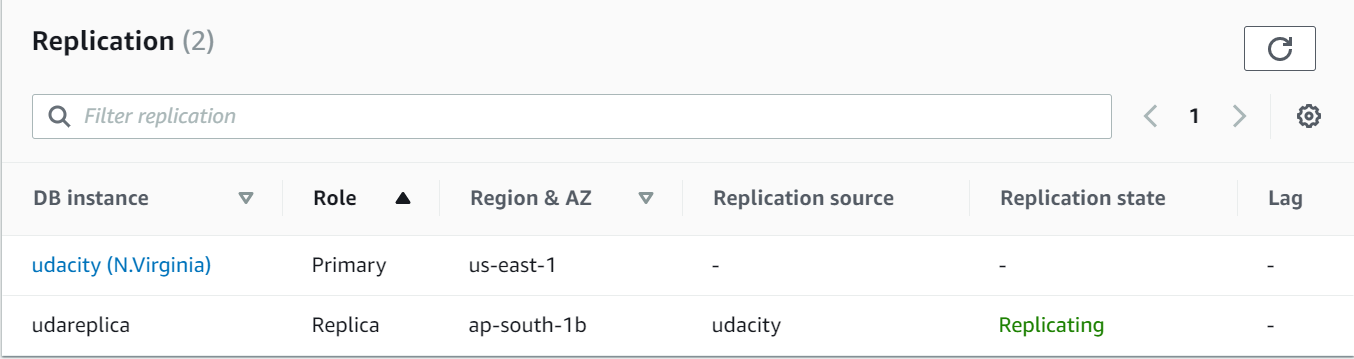 Replication (2)
Filter replication
1
DB instance Role Region & AZ Replication source Replication state Lag
udacity (N.Virginia) Primary us-east-1 - - -
udareplica Replica ap-south-1b udacity Replicating -